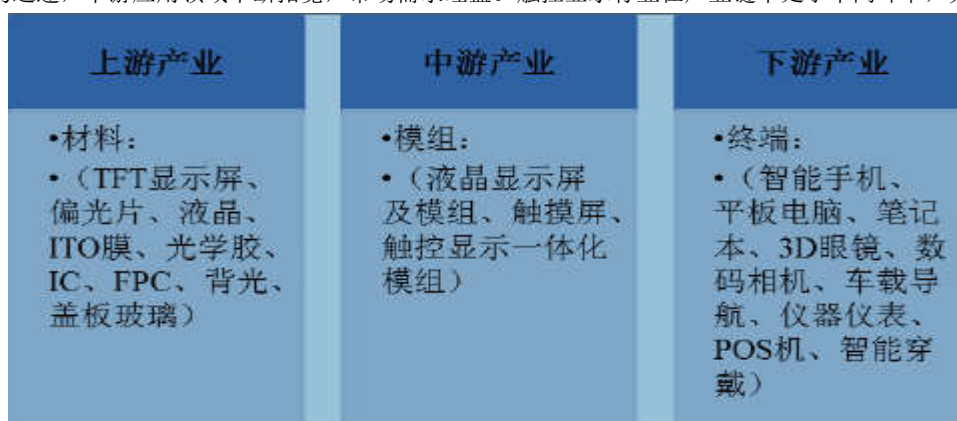 上游产业
•材料：
•（TFT显示屏、
偏光片、液晶、
ITO膜、光学胶、
IC、FPC、背光、
盖板玻璃）
中游产业
•模组：
•（液晶显示屏
及模组、触摸屏、
触控显示一体化
模组）
下游产业
•终端：
•（智能手机、
平板电脑、笔记
本、3D眼镜、数
码相机、车载导
航、仪器仪表、
POS机、智能穿
戴）